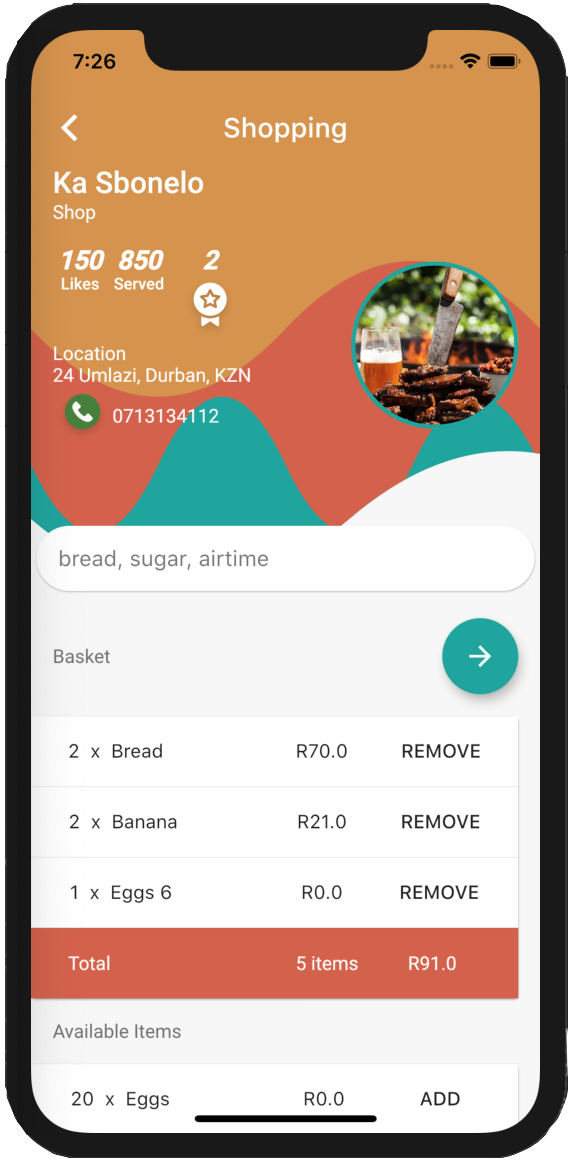 7:26
Shopping
Ka Sbonelo
Shop
150 850 2
Likes Served
Location
24 Umlazi, Durban, KZN
0713134112
bread, sugar, airtime
Basket
2 x Bread R70.0 REMOVE
2 x Banana R21.0 REMOVE
1 x Eggs 6 R0.0 REMOVE
Total 5 items R91.0
Available Items
20 x Eggs R0.0 ADD